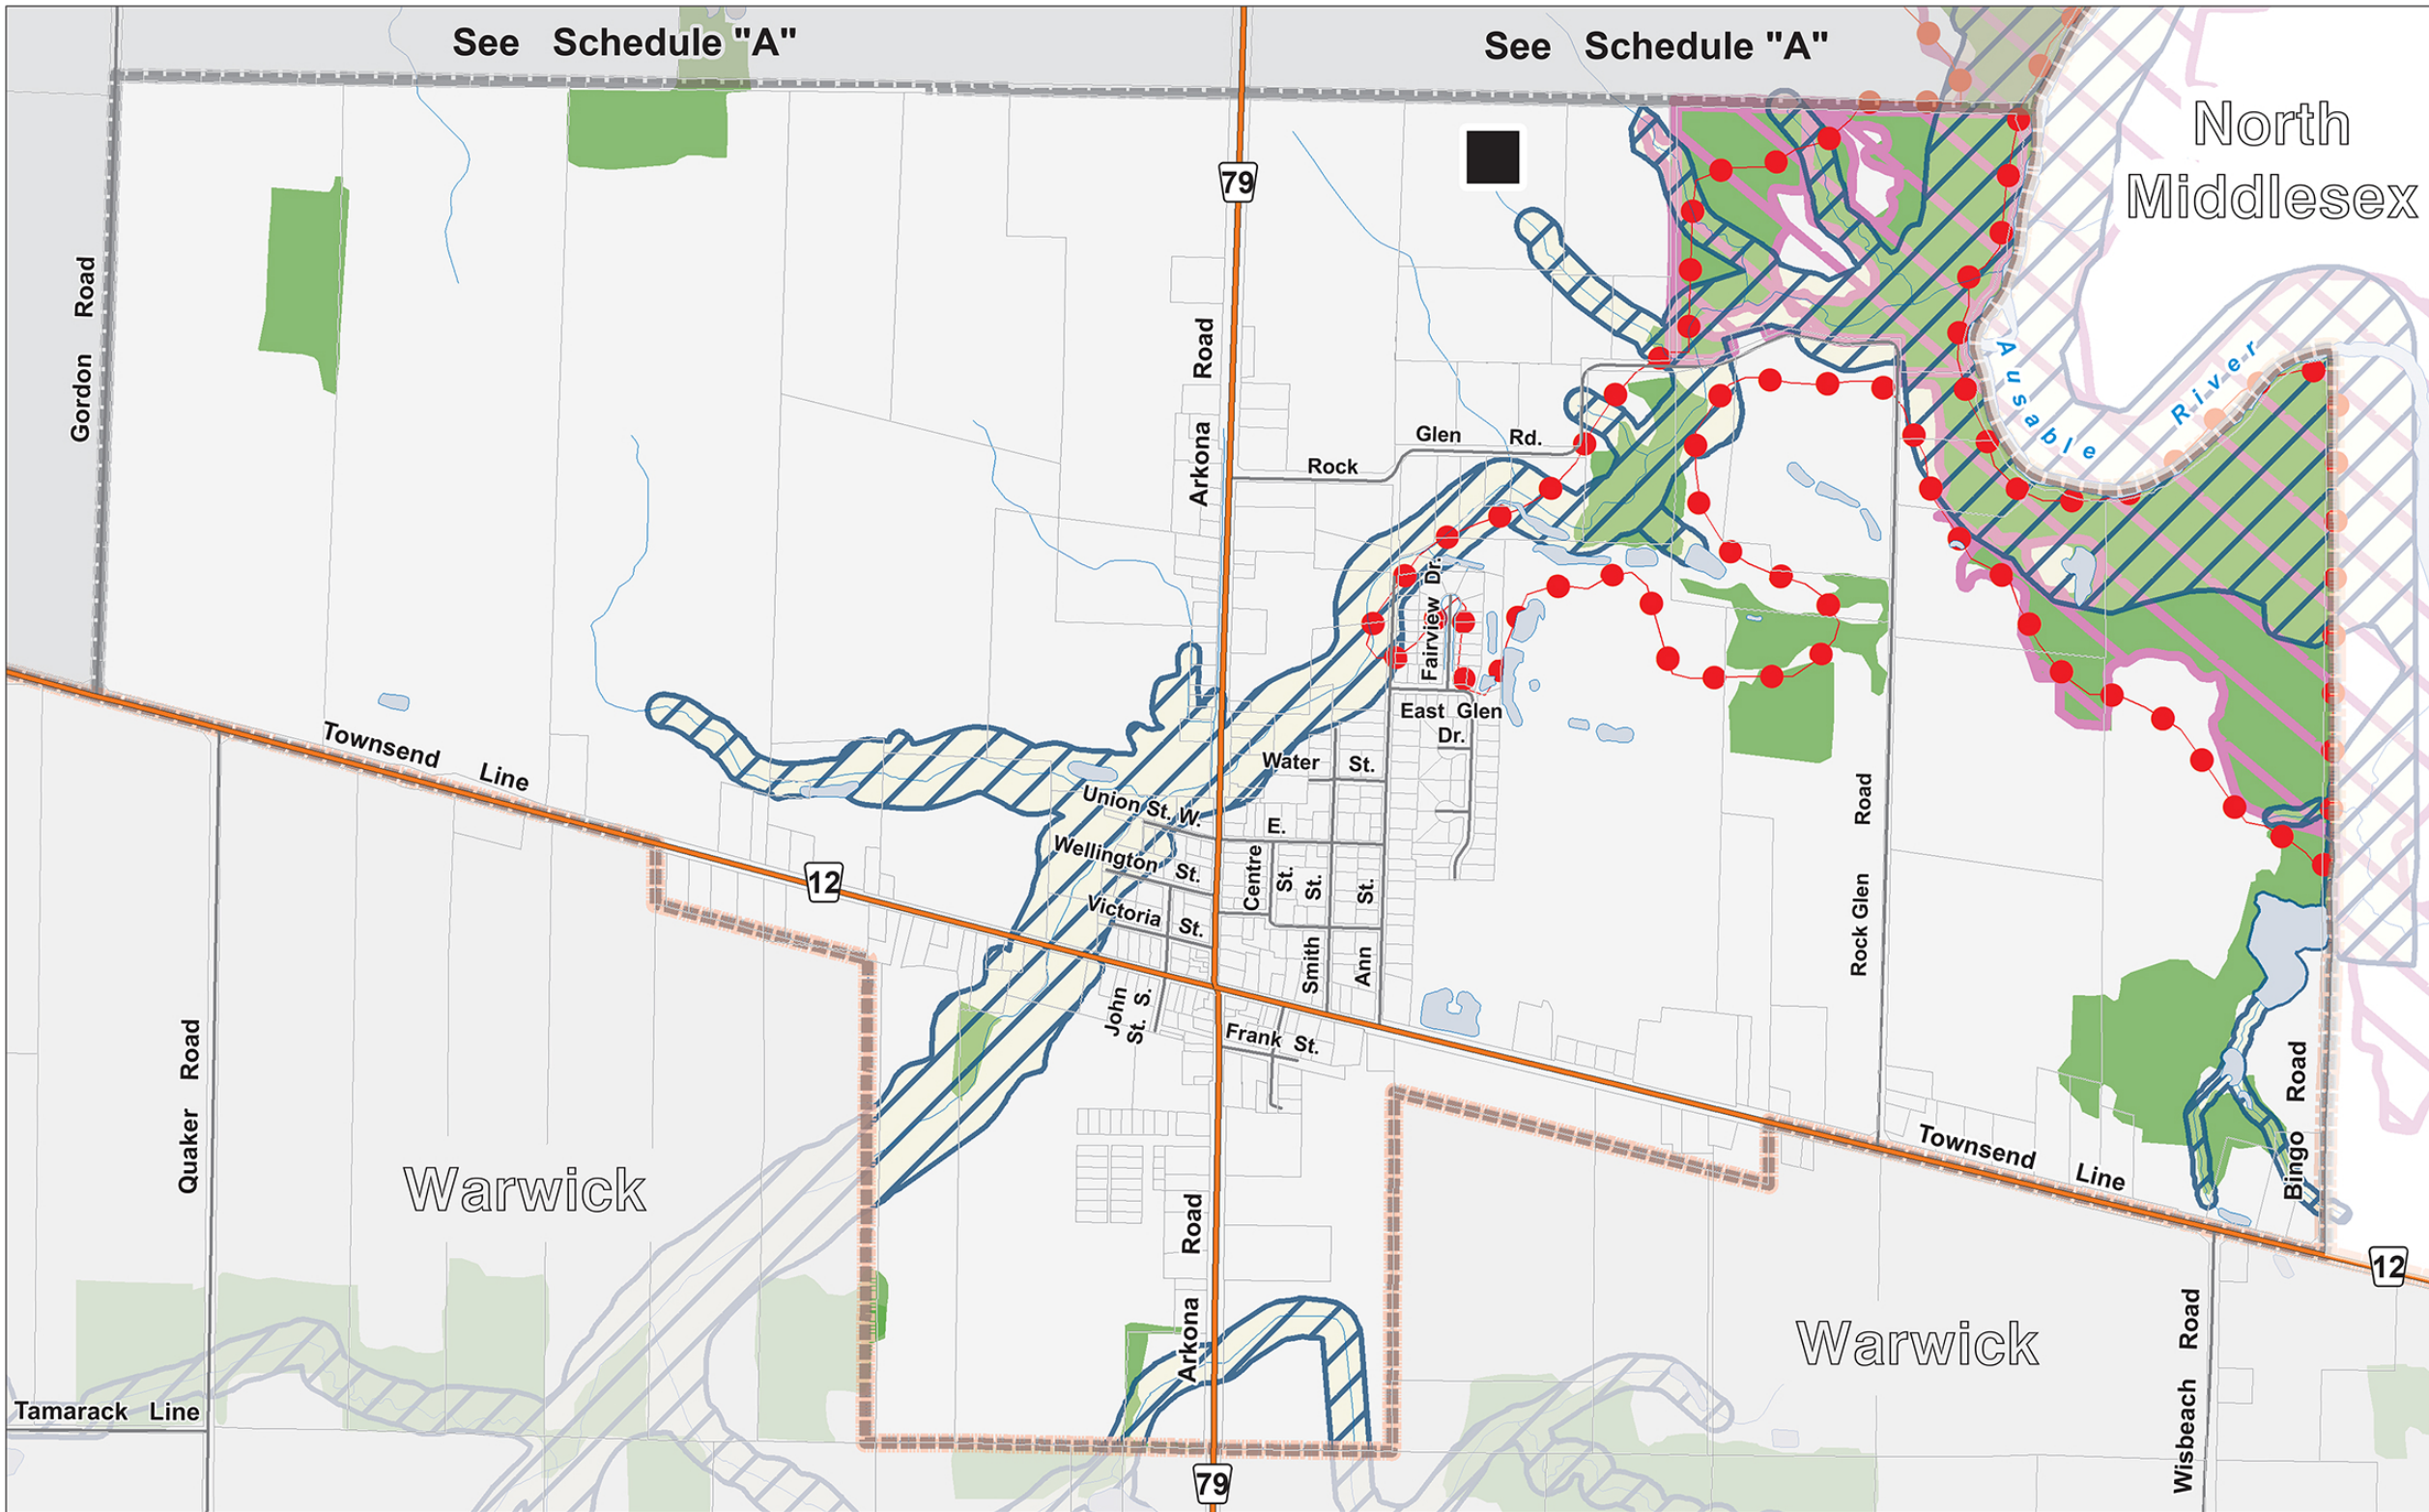 See Schedule "A"
See Schedule "A"
North
Middlesex
79
Gordon Road
Arkona Road
Ausable River
Glen Rd.
Rock
Fairview Dr.
East Glen
Dr.
Townsend Line
Water St.
Union St. W.
E.
Wellington St.
12
Centre St.
St.
St.
Victoria St.
Smith
Ann
Rock Glen Road
John St. S.
Frank St.
Quaker Road
Bingo Road
Townsend Line
Warwick
Arkona Road
12
Warwick
Wisbeach Road
Tamarack Line
79